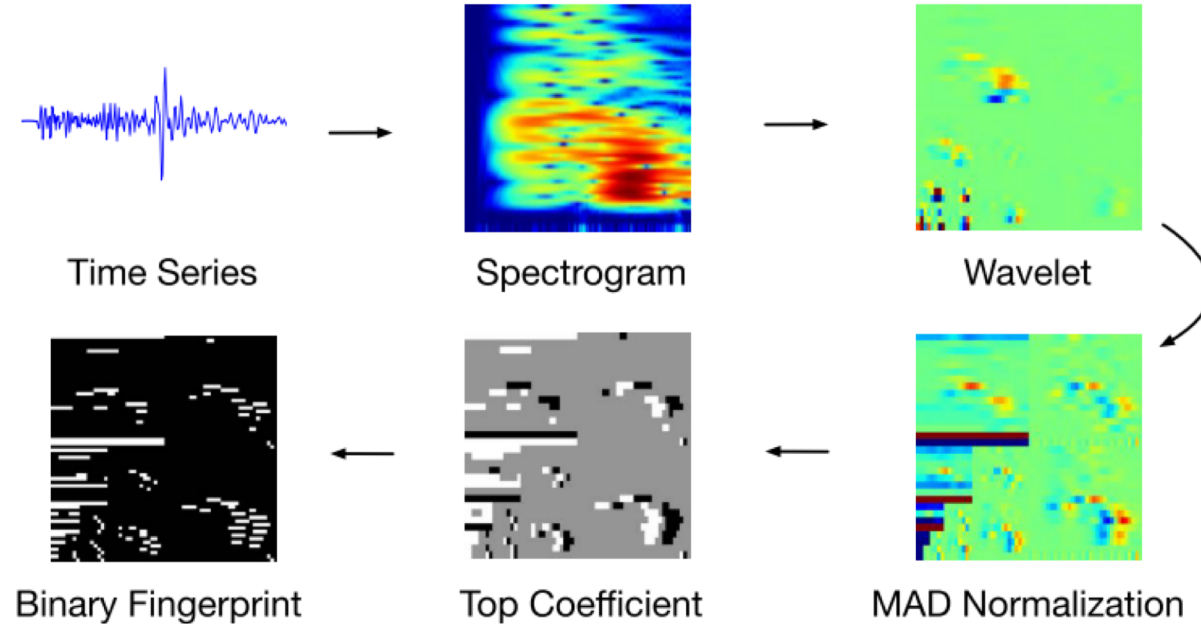 Time Series
Spectrogram
Wavelet
Binary Fingerprint
Top Coefficient
MAD Normalization